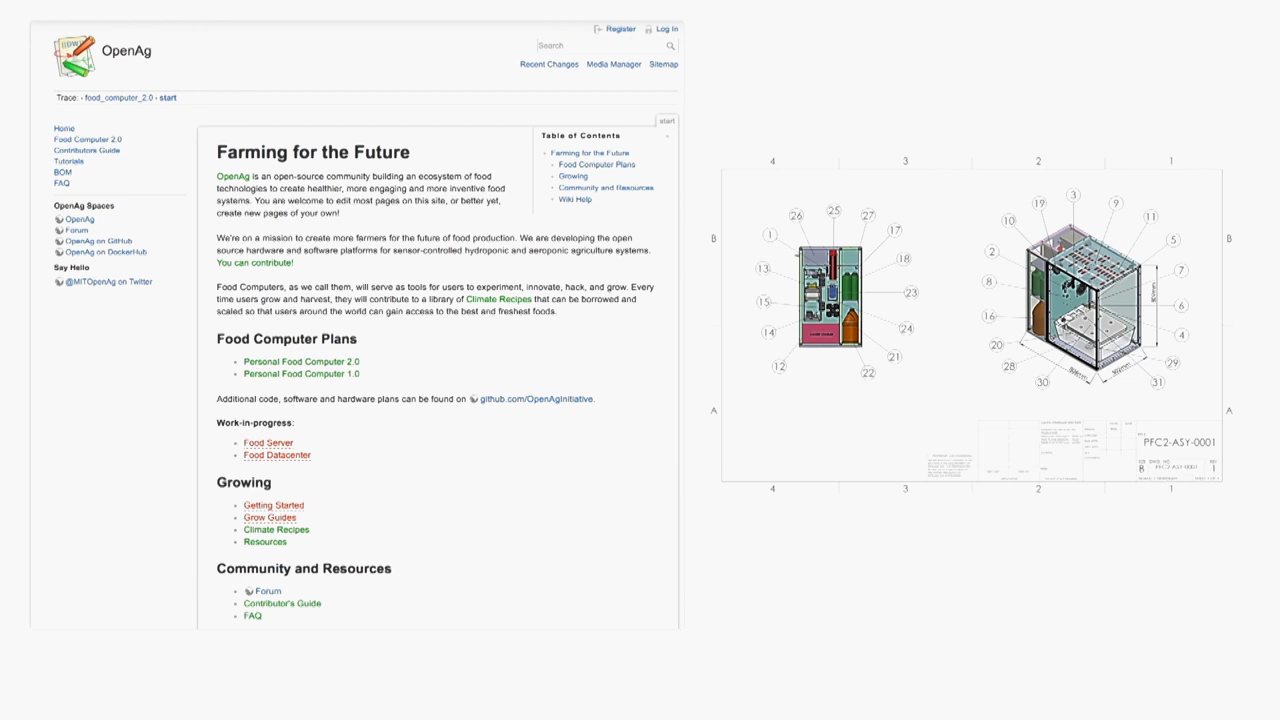 Register Log In
OpenAg
Search
Recent Changes Media Manager Sitemap
Trace: • food_computer_2.0 • start
start
Home
Food Computer 2.0
Contributors Guide
Tutorials
BOM
FAQ
OpenAg Spaces
OpenAg
Forum
OpenAg on GitHub
OpenAg on DockerHub
Say Hello
@MITOpenAg on Twitter
Table of Contents
Farming for the Future
Food Computer Plans
Growing
Community and Resources
Wiki Help
Farming for the Future
OpenAg is an open-source community building an ecosystem of food
technologies to create healthier, more engaging and more inventive food
systems. You are welcome to edit most pages on this site, or better yet,
create new pages of your own!
We're on a mission to create more farmers for the future of food production. We are developing the open
source hardware and software platforms for sensor-controlled hydroponic and aeroponic agriculture systems.
You can contribute!
Food Computers, as we call them, will serve as tools for users to experiment, innovate, hack, and grow. Every
time users grow and harvest, they will contribute to a library of Climate Recipes that can be borrowed and
scaled so that users around the world can gain access to the best and freshest foods.
Food Computer Plans
Personal Food Computer 2.0
Personal Food Computer 1.0
Additional code, software and hardware plans can be found on github.com/OpenAgInitiative.
Work-in-progress:
Food Server
Food Datacenter
Growing
Getting Started
Grow Guides
Climate Recipes
Resources
Community and Resources
Forum
Contributor's Guide
FAQ
4 3 2 1
B B
A A
26 25 27
1 17
13 18
15 23
14 24
12 21
22
3
19 9
10 11
2 5
8 7
16 6
20 4
28 29
30 31
PFC2-ASY-0001
B PFC2-ASY-0001 1
4 3 2 1